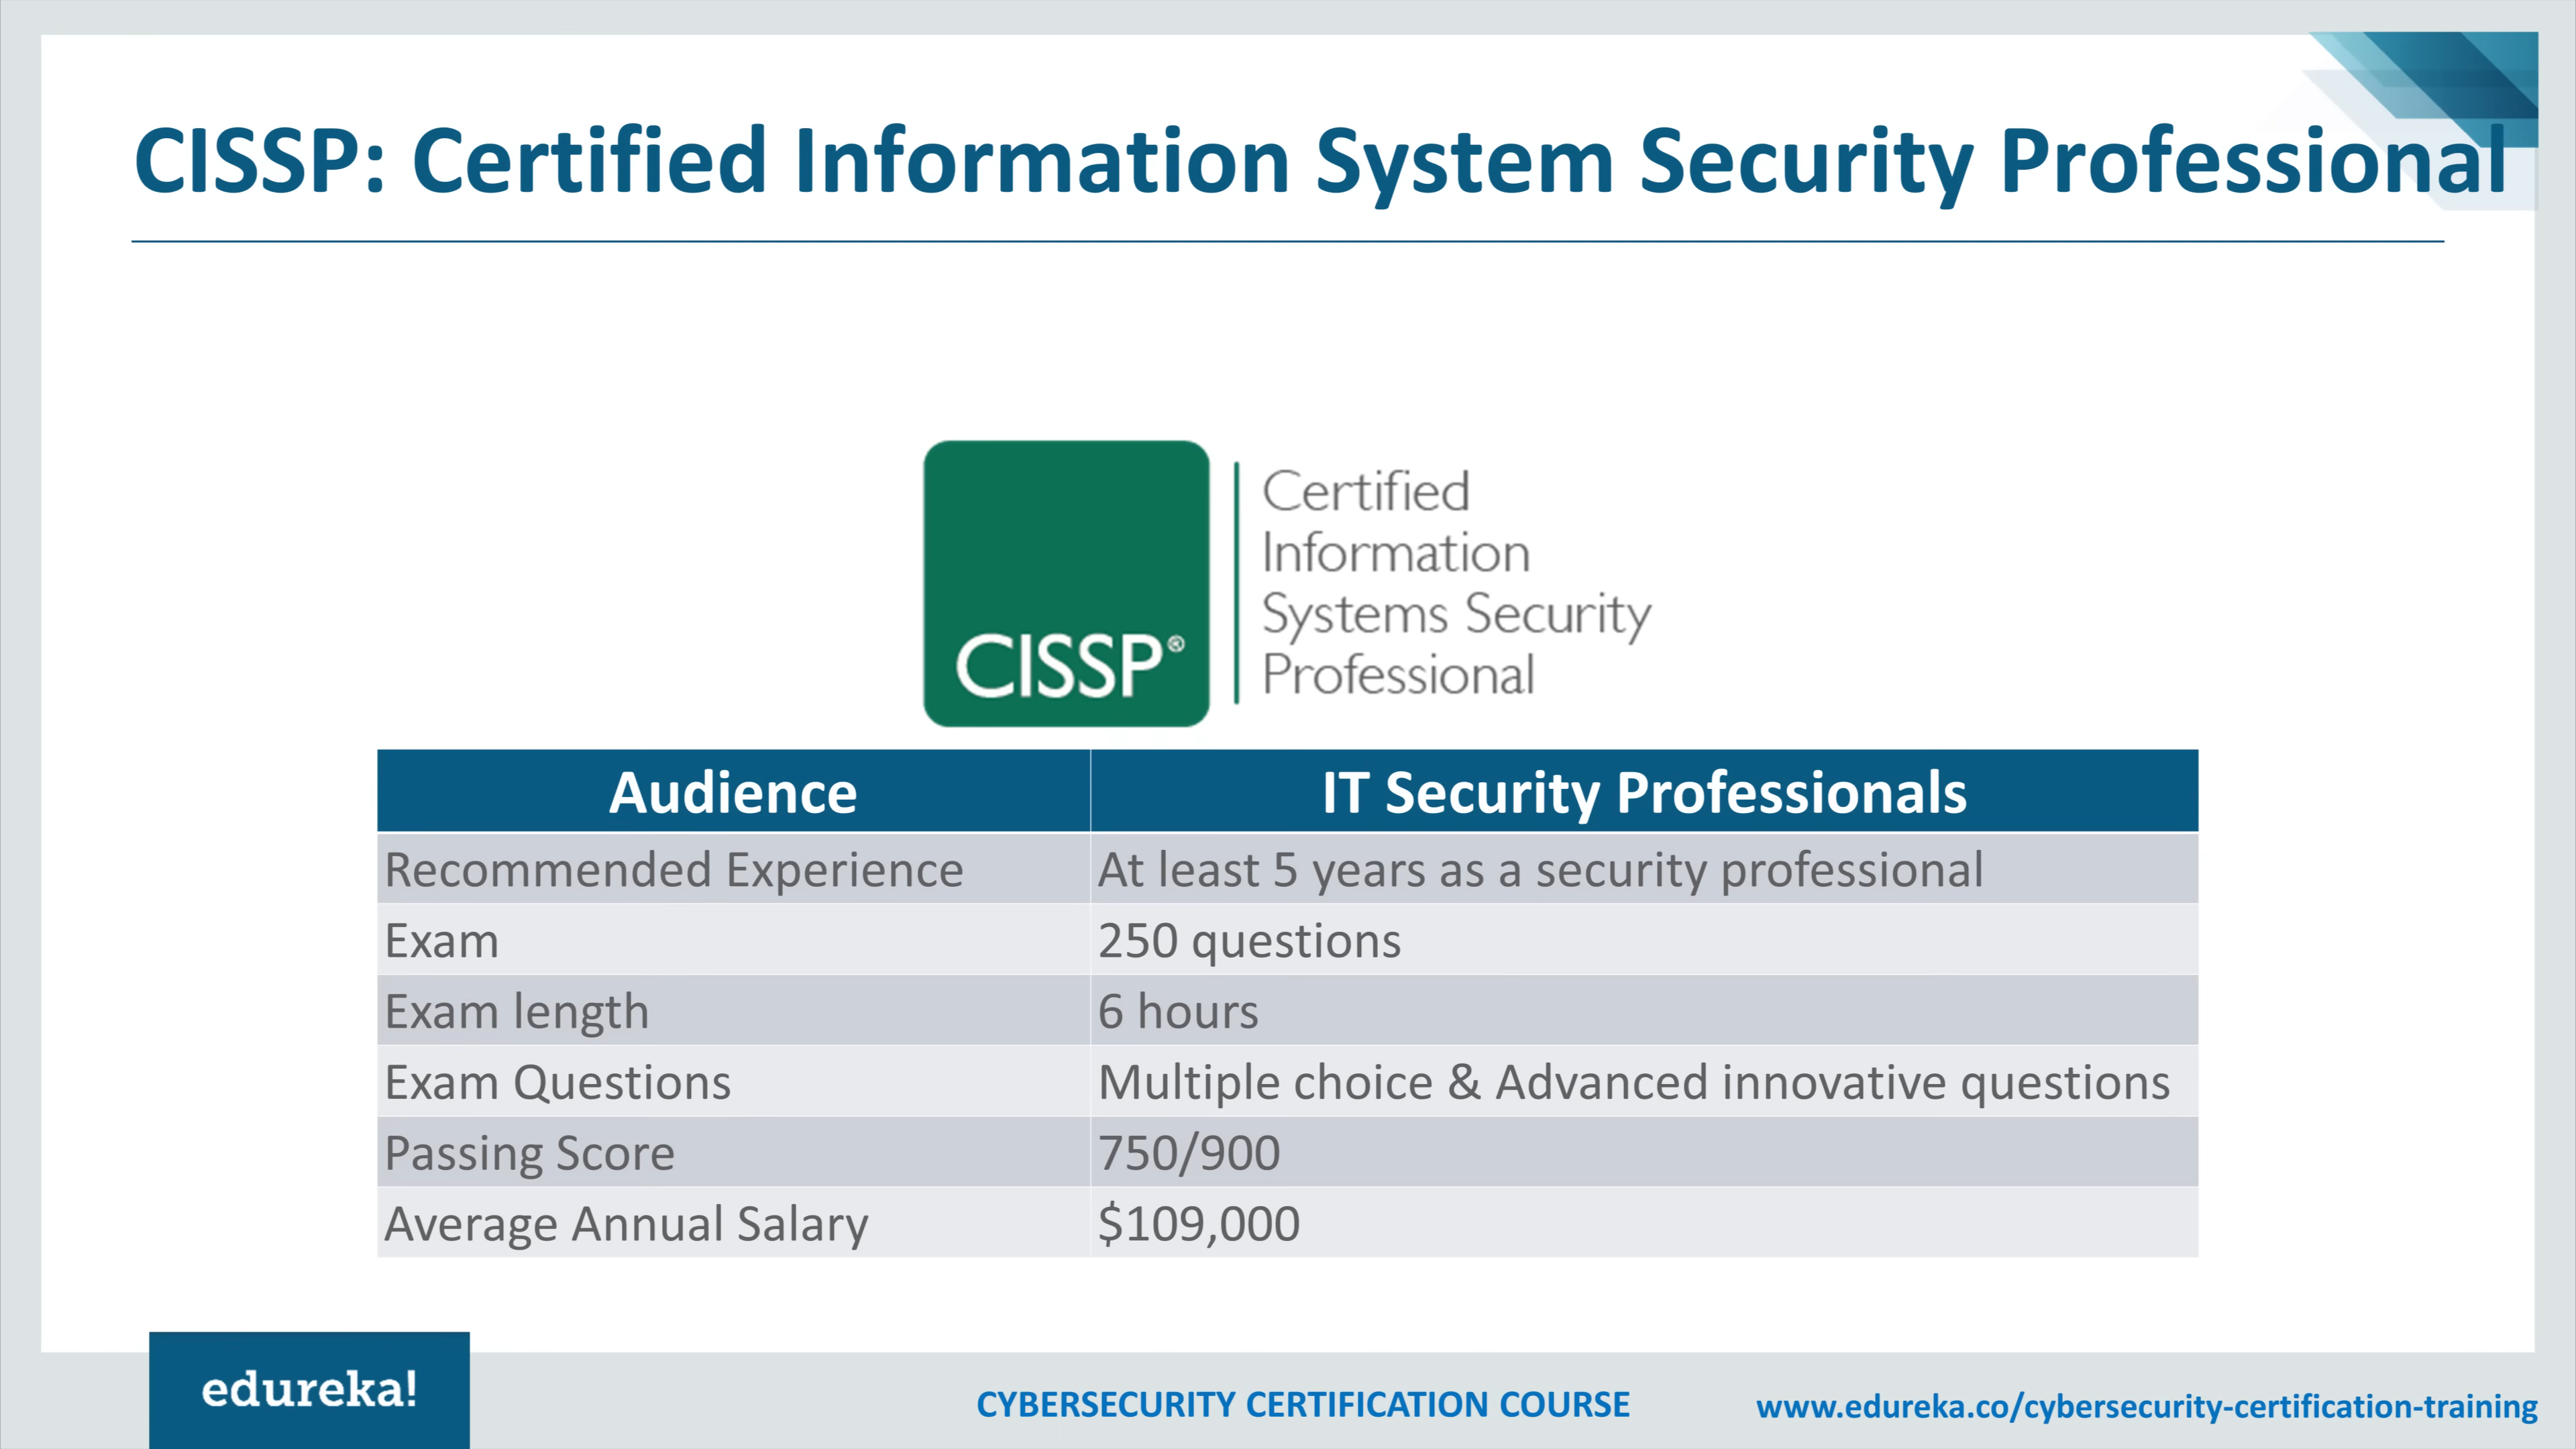 CISSP: Certified Information System Security Professional
CISSP®
Certified
Information
Systems Security
Professional
Audience IT Security Professionals
Recommended Experience At least 5 years as a security professional
Exam 250 questions
Exam length 6 hours
Exam Questions Multiple choice & Advanced innovative questions
Passing Score 750/900
Average Annual Salary $109,000
edureka!
CYBERSECURITY CERTIFICATION COURSE
www.edureka.co/cybersecurity-certification-training